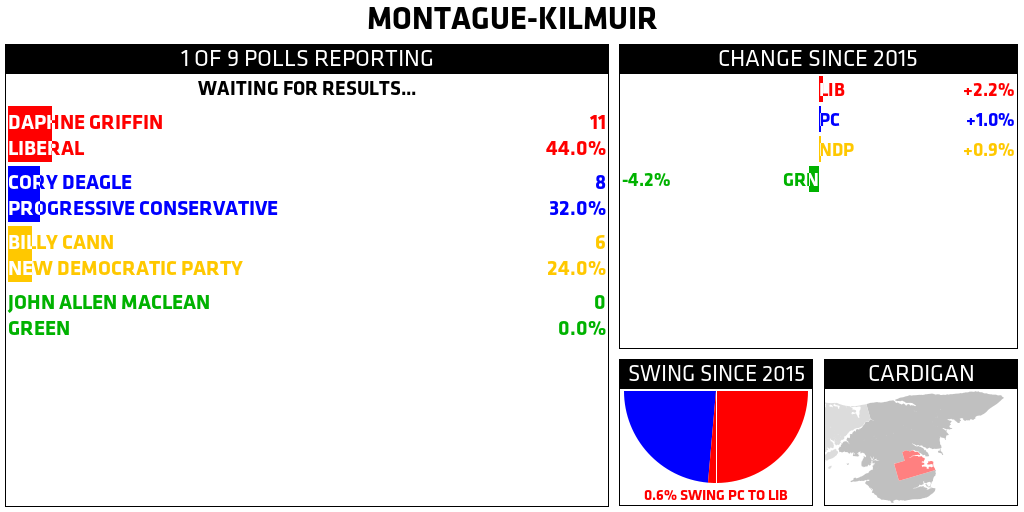 MONTAGUE-KILMUIR
1 OF 9 POLLS REPORTING
WAITING FOR RESULTS...
DAPHNE GRIFFIN 11
LIBERAL 44.0%
CORY DEAGLE 8
PROGRESSIVE CONSERVATIVE 32.0%
BILLY CANN 6
NEW DEMOCRATIC PARTY 24.0%
JOHN ALLEN MACLEAN 0
GREEN 0.0%
CHANGE SINCE 2015
LIB +2.2%
PC +1.0%
NDP +0.9%
-4.2% GRN
SWING SINCE 2015
0.6% SWING PC TO LIB
CARDIGAN